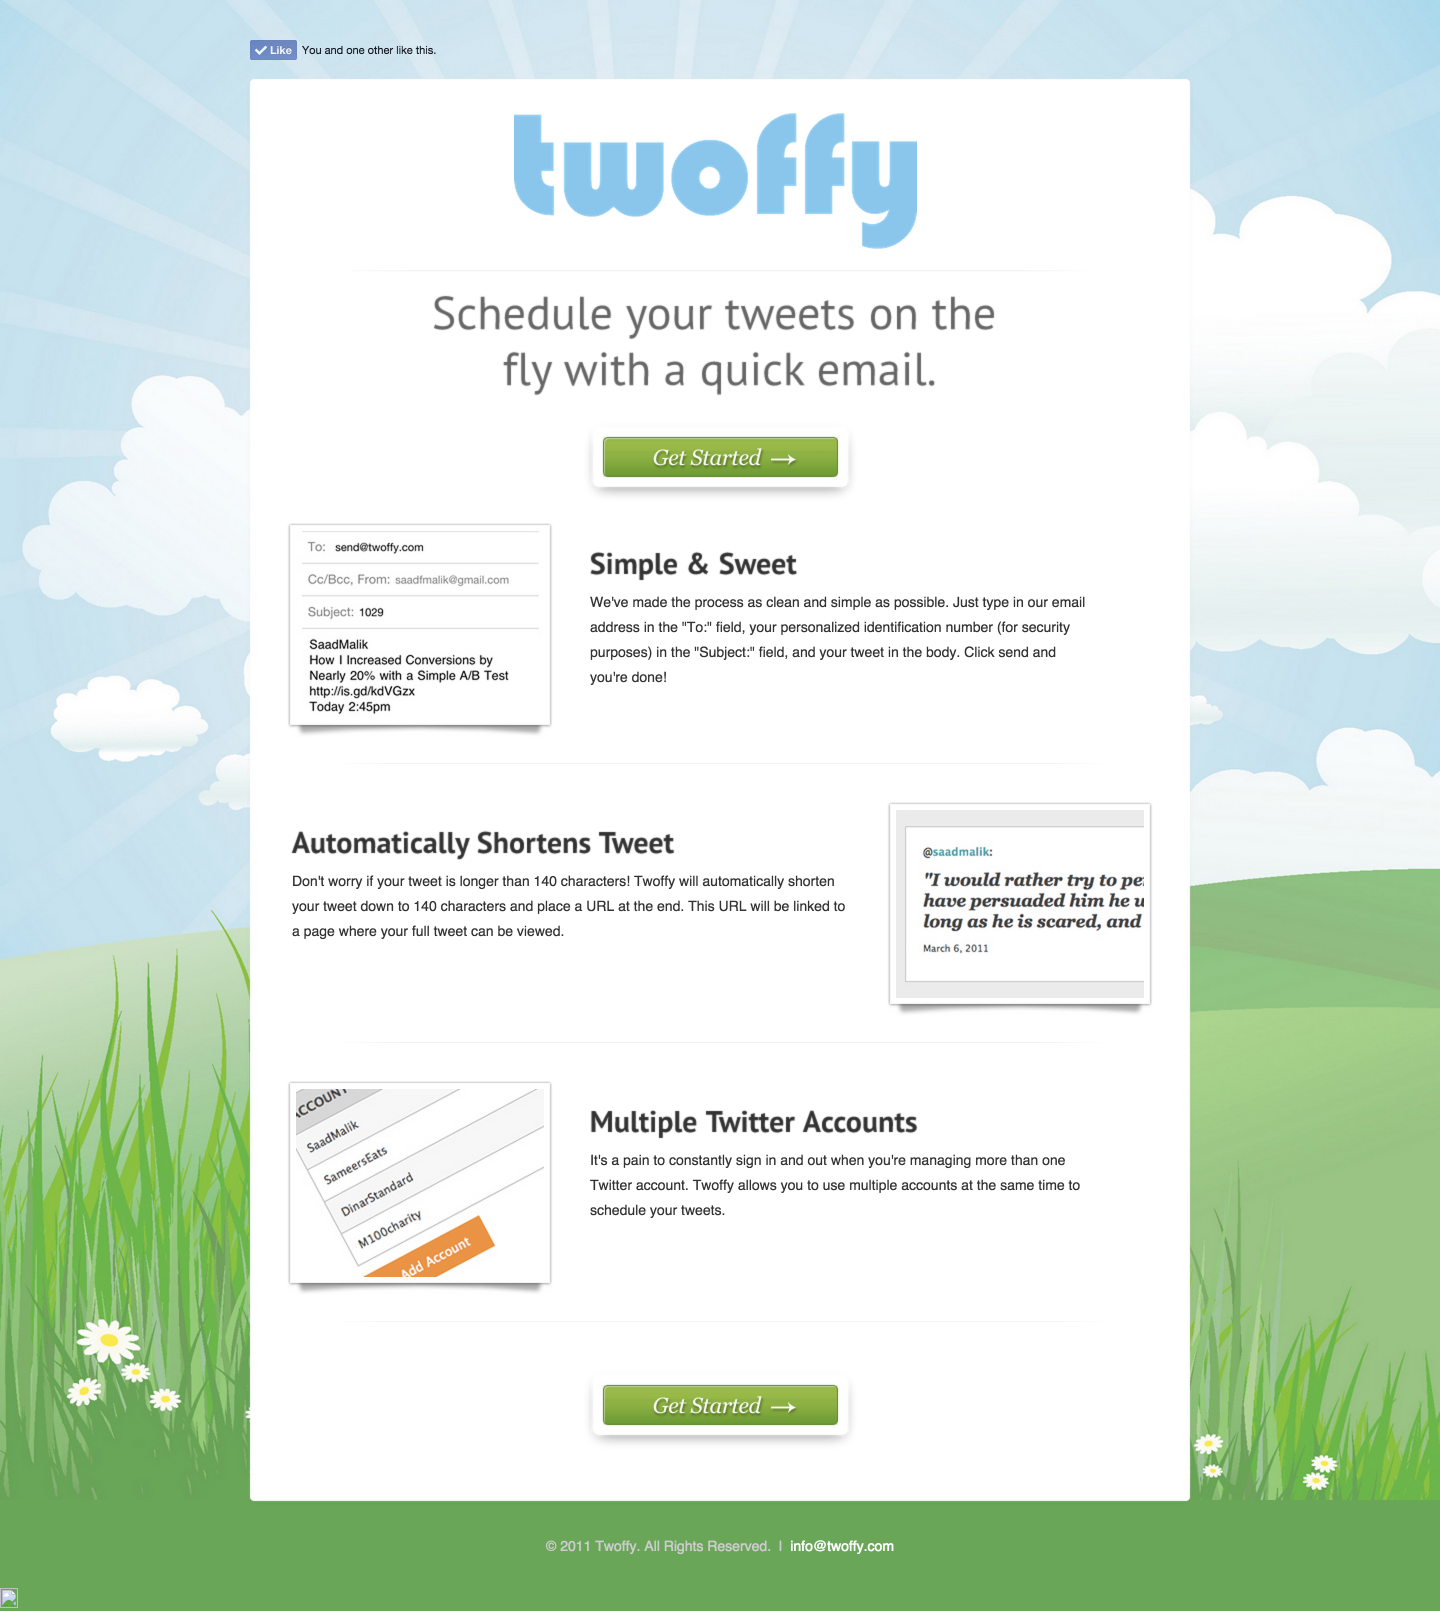 Like You and one other like this.
twoffy
Schedule your tweets on the
fly with a quick email.
Get Started →
To: send@twoffy.com
Cc/Bcc, From: saadfmalik@gmail.com
Subject: 1029
SaadMalik
How I Increased Conversions by
Nearly 20% with a Simple A/B Test
http://is.gd/kdVGzx
Today 2:45pm
Simple & Sweet
We've made the process as clean and simple as possible. Just type in our email
address in the "To:" field, your personalized identification number (for security
purposes) in the "Subject:" field, and your tweet in the body. Click send and
you're done!
Automatically Shortens Tweet
Don't worry if your tweet is longer than 140 characters! Twoffy will automatically shorten
your tweet down to 140 characters and place a URL at the end. This URL will be linked to
a page where your full tweet can be viewed.
@saadmalik:
"I would rather try to
have persuaded him he
long as he is scared, and
March 6, 2011
ACCOUNT
SaadMalik
SameersEats
DinarStandard
M100charity
Add Account
Multiple Twitter Accounts
It's a pain to constantly sign in and out when you're managing more than one
Twitter account. Twoffy allows you to use multiple accounts at the same time to
schedule your tweets.
Get Started →
© 2011 Twoffy. All Rights Reserved. | info@twoffy.com